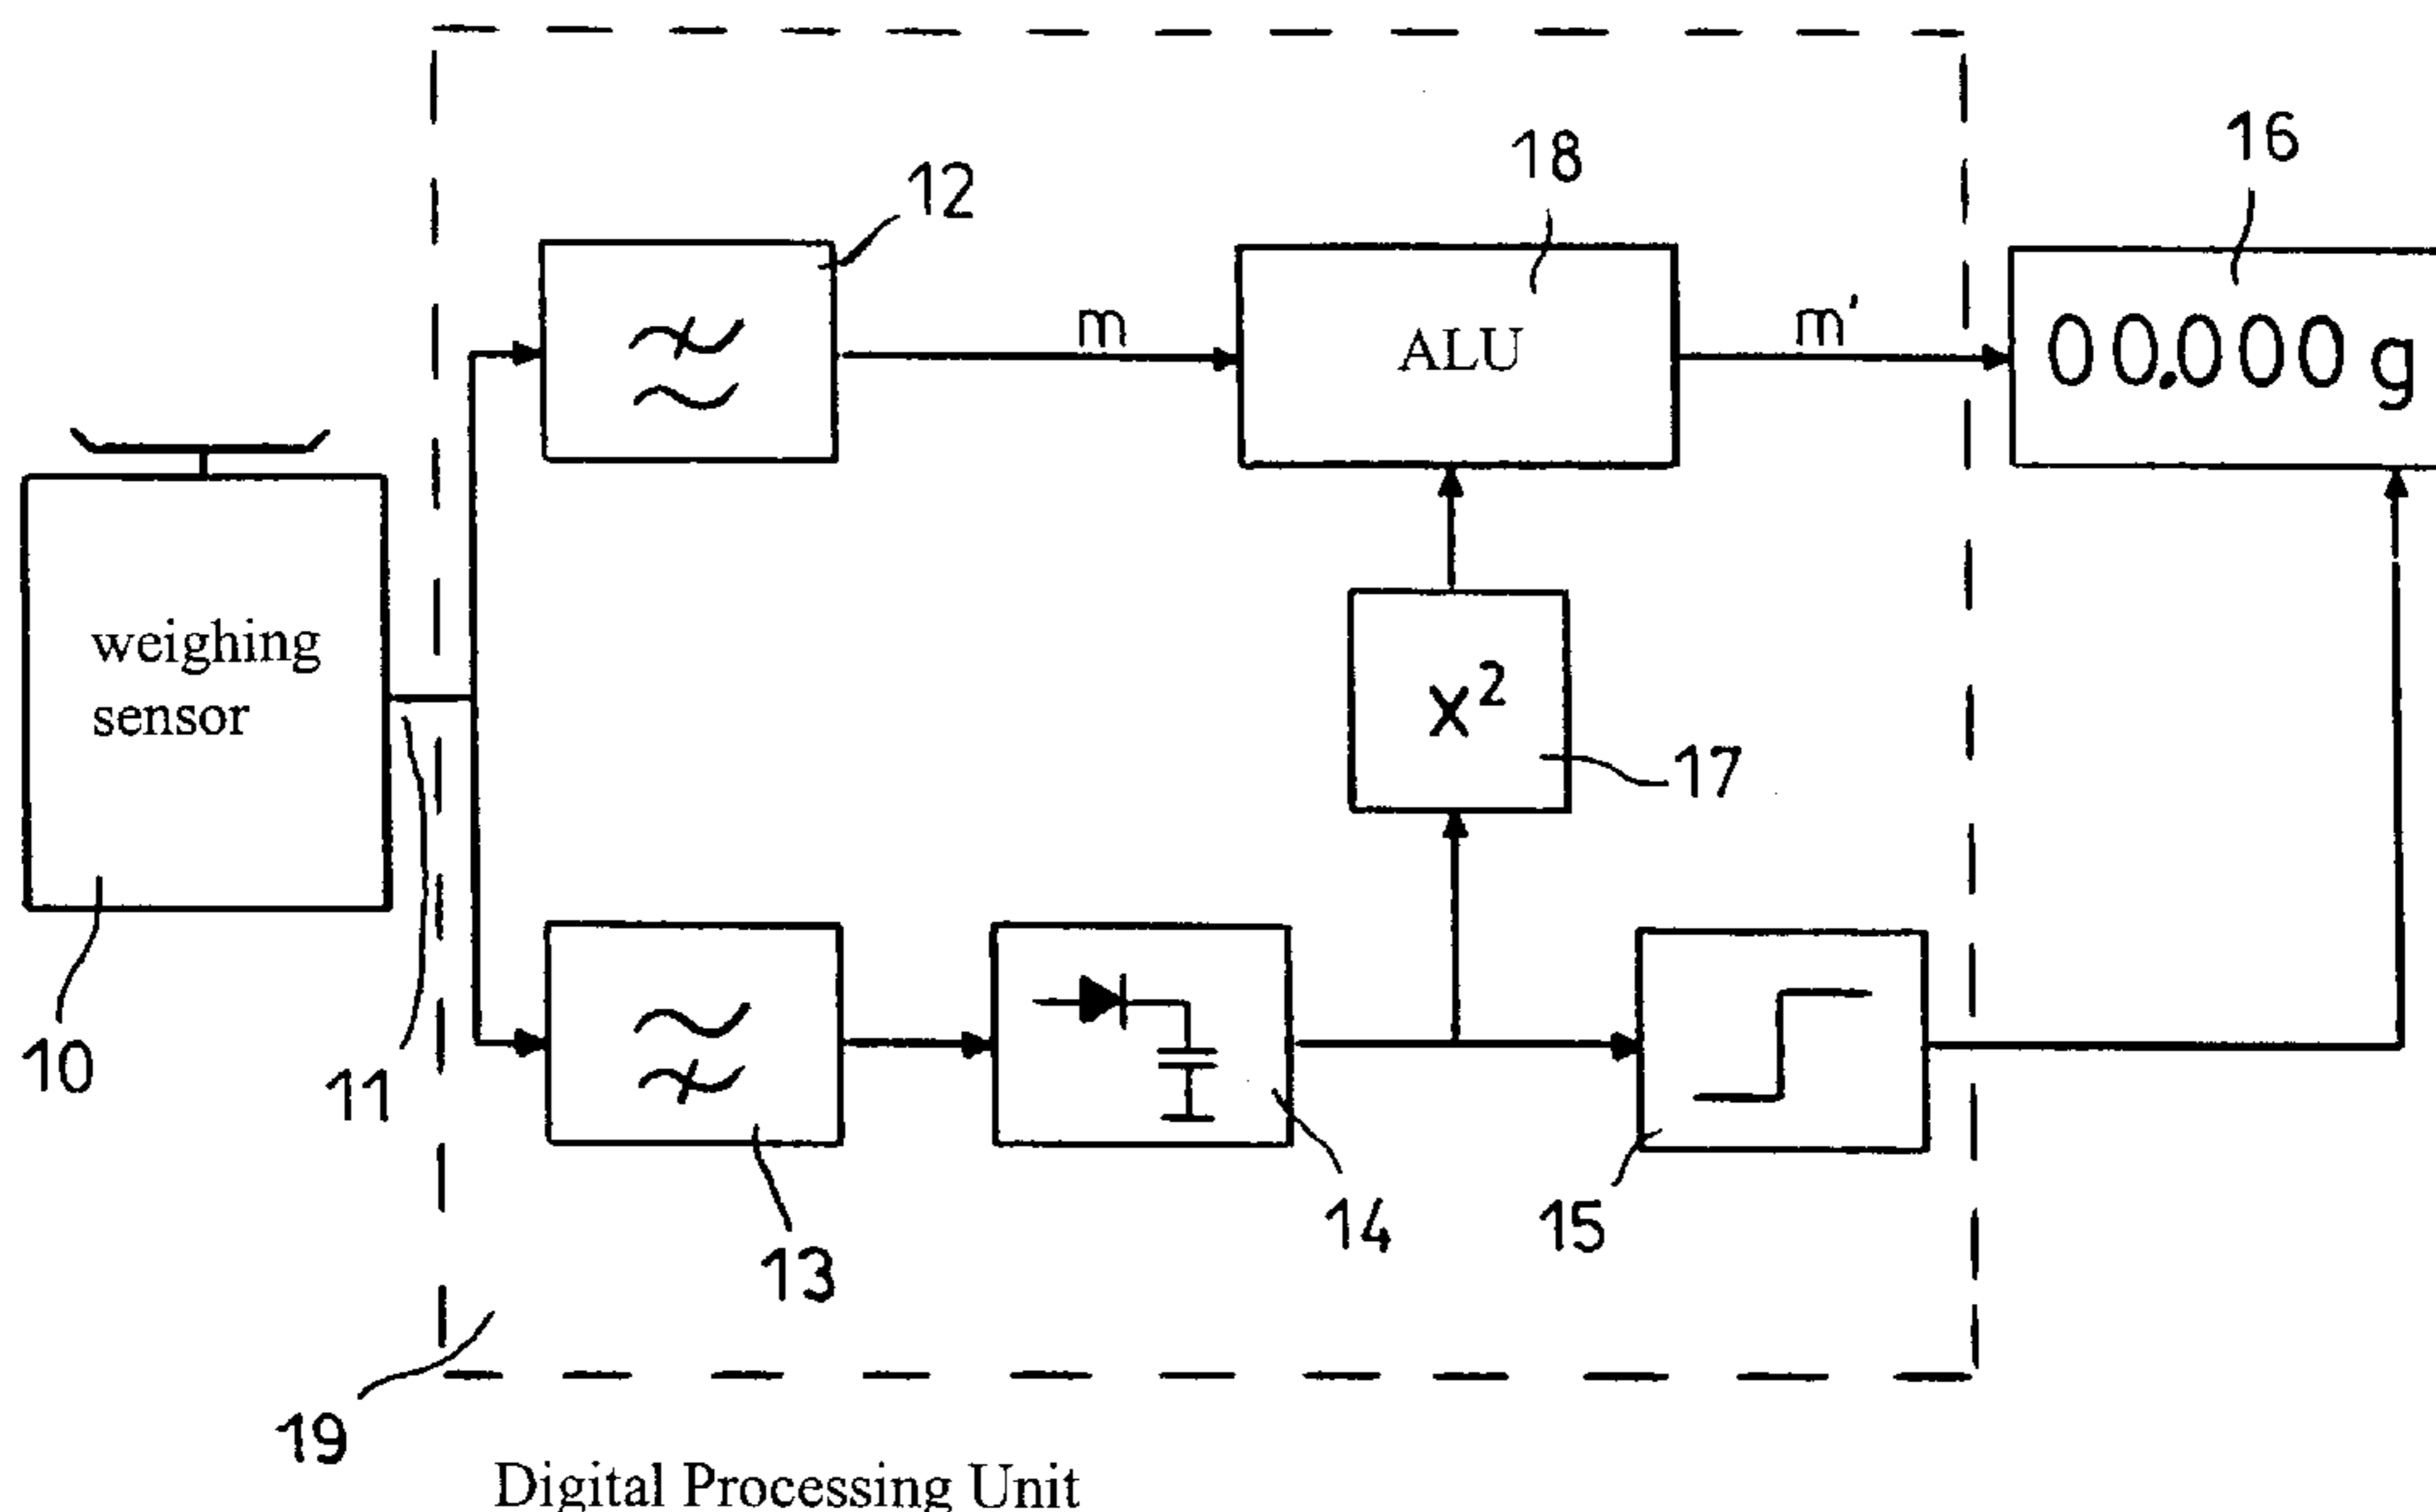 12
18
16
m
ALU
m'
00.000 g
weighing
sensor
x²
17
10
11
13
14
15
19
Digital Processing Unit